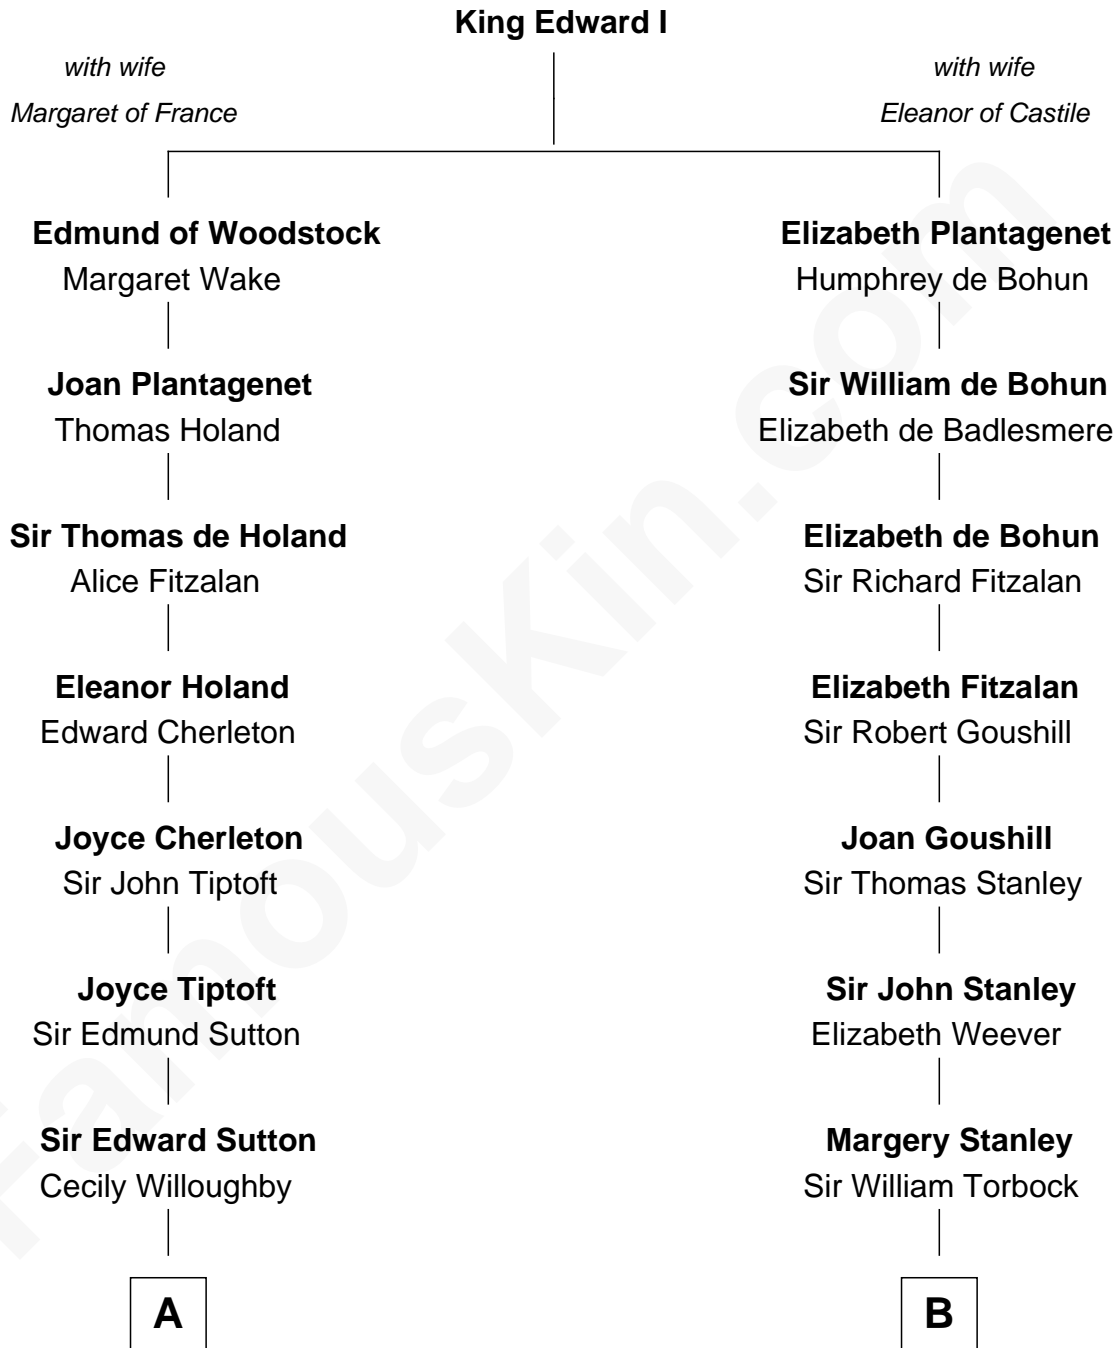 King Edward I
with wife
Margaret of France
with wife
Eleanor of Castile
Edmund of Woodstock
Margaret Wake
Elizabeth Plantagenet
Humphrey de Bohun
Joan Plantagenet
Thomas Holand
Sir William de Bohun
Elizabeth de Badlesmere
Sir Thomas de Holand
Alice Fitzalan
Elizabeth de Bohun
Sir Richard Fitzalan
Eleanor Holand
Edward Cherleton
Elizabeth Fitzalan
Sir Robert Goushill
Joyce Cherleton
Sir John Tiptoft
Joan Goushill
Sir Thomas Stanley
Joyce Tiptoft
Sir Edmund Sutton
Sir John Stanley
Elizabeth Weever
Sir Edward Sutton
Cecily Willoughby
Margery Stanley
Sir William Torbock
A
B
FamousKin.com